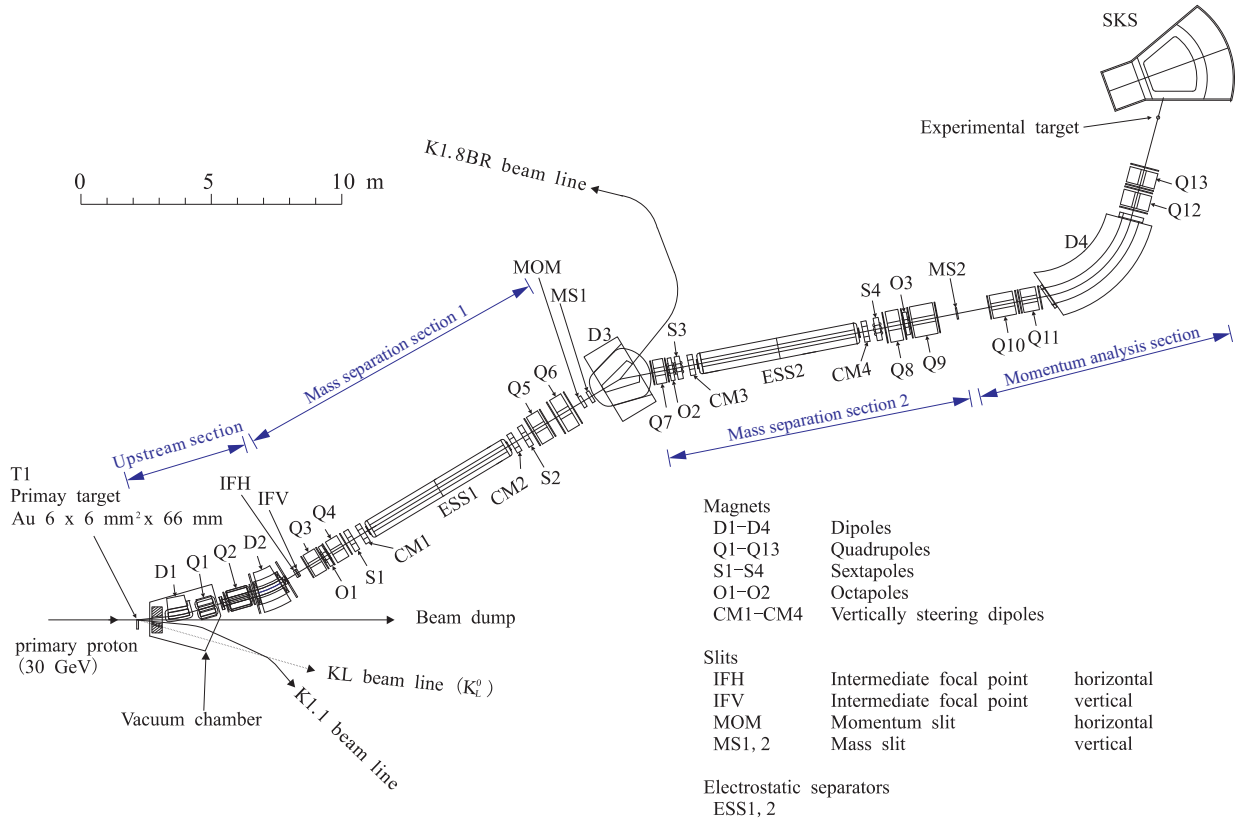 SKS
Experimental target
K1.8BR beam line
0 5 10 m
Q13
Q12
D4
MOM
MS1
D3
S3
S4
O3
MS2
Q10
Q11
Q8
Q9
CM4
ESS2
CM3
O2
Q7
Q6
Q5
Mass separation section 1
Mass separation section 2
Momentum analysis section
Upstream section
S2
CM2
ESS1
CM1
S1
O1
Q4
Q3
IFH
IFV
D2
Q2
Q1
D1
T1
Primay target
Au 6 x 6 mm² x 66 mm
primary proton
(30 GeV)
Beam dump
KL beam line (K⁰L)
K1.1 beam line
Vacuum chamber
Magnets
D1-D4 Dipoles
Q1-Q13 Quadrupoles
S1-S4 Sextapoles
O1-O2 Octapoles
CM1-CM4 Vertically steering dipoles
Slits
IFH Intermediate focal point horizontal
IFV Intermediate focal point vertical
MOM Momentum slit horizontal
MS1, 2 Mass slit vertical
Electrostatic separators
ESS1, 2